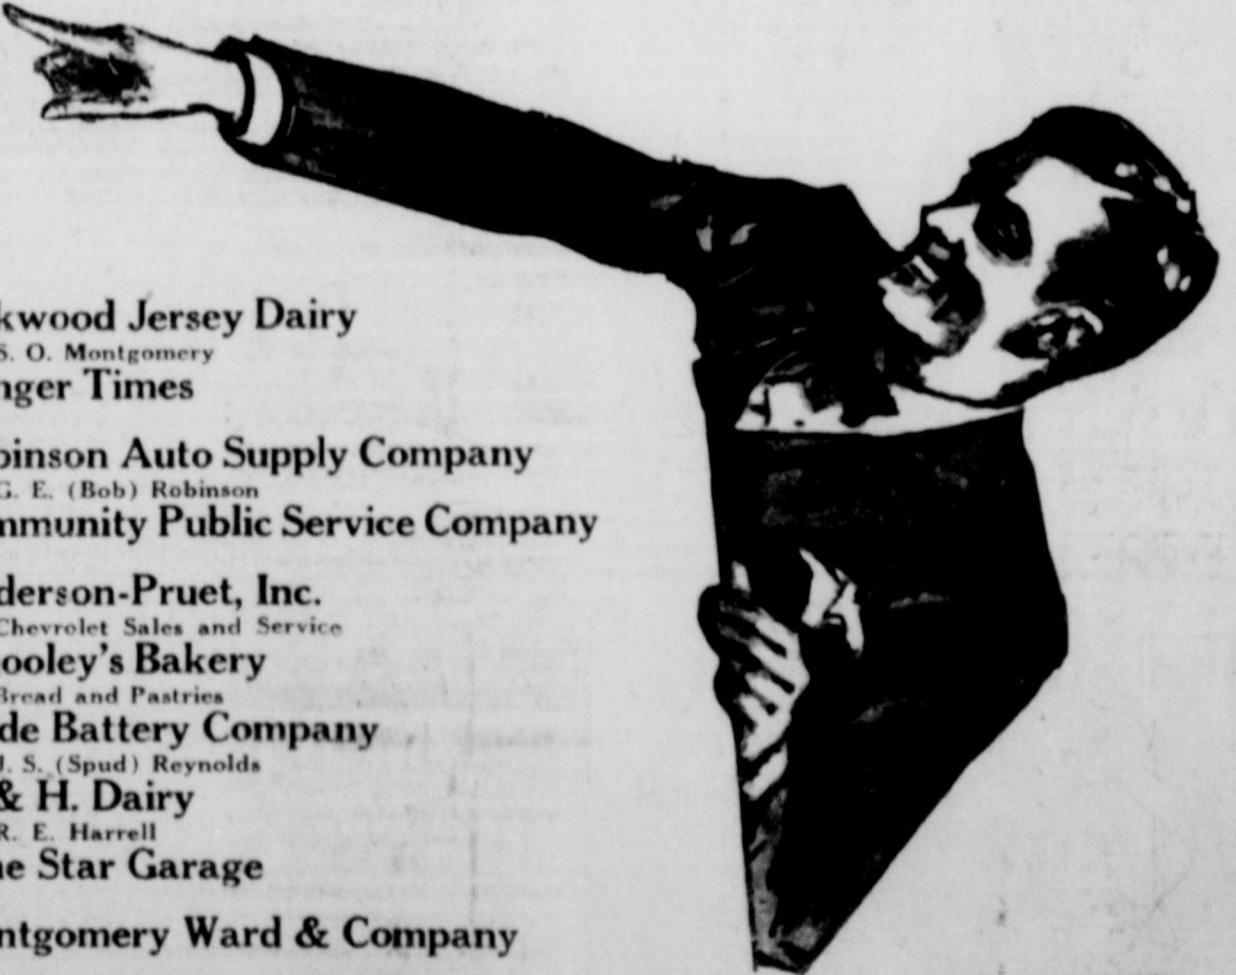 kwood Jersey Dairy
S. O. Montgomery
nger Times
binson Auto Supply Company
G. E. (Bob) Robinson
mmunity Public Service Company
derson-Pruet, Inc.
Chevrolet Sales and Service
ooley's Bakery
Bread and Pastries
de Battery Company
J. S. (Spud) Reynolds
& H. Dairy
R. E. Harrell
ne Star Garage
ntgomery Ward & Company